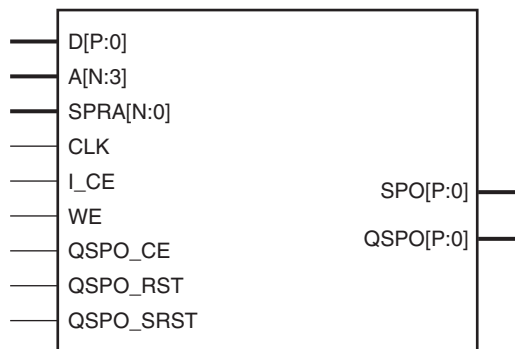 D[P:0]
A[N:3]
SPRA[N:0]
CLK
I_CE
WE
QSPO_CE
QSPO_RST
QSPO_SRST
SPO[P:0]
QSPO[P:0]